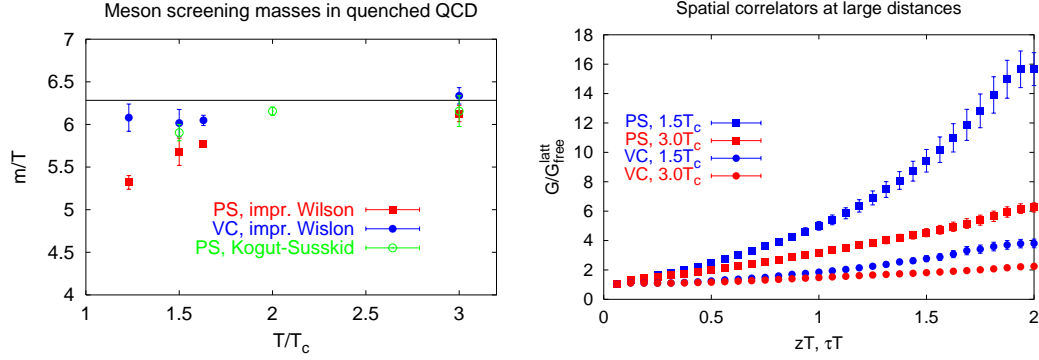 Meson screening masses in quenched QCD
m/T
7
6.5
6
5.5
5
4.5
4
PS, impr. Wilson
VC, impr. Wislon
PS, Kogut-Susskid
1 1.5 2 2.5 3
T/T_c
Spatial correlators at large distances
G/G_free^latt
18
16
14
12
10
8
6
4
2
0
PS, 1.5T_c
PS, 3.0T_c
VC, 1.5T_c
VC, 3.0T_c
0 0.5 1 1.5 2
zT, τT